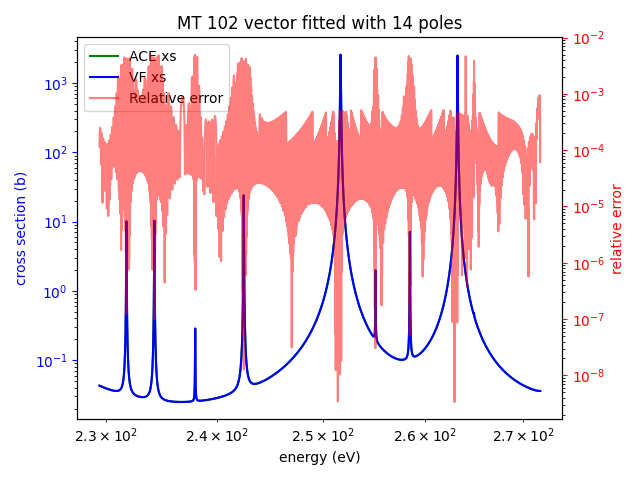 MT 102 vector fitted with 14 poles
ACE xs
VF xs
Relative error
cross section (b)
10³
10²
10¹
10⁰
10⁻¹
10⁻²
10⁻³
10⁻⁴
10⁻⁵
10⁻⁶
10⁻⁷
10⁻⁸
relative error
2.3 × 10² 2.4 × 10² 2.5 × 10² 2.6 × 10² 2.7 × 10²
energy (eV)